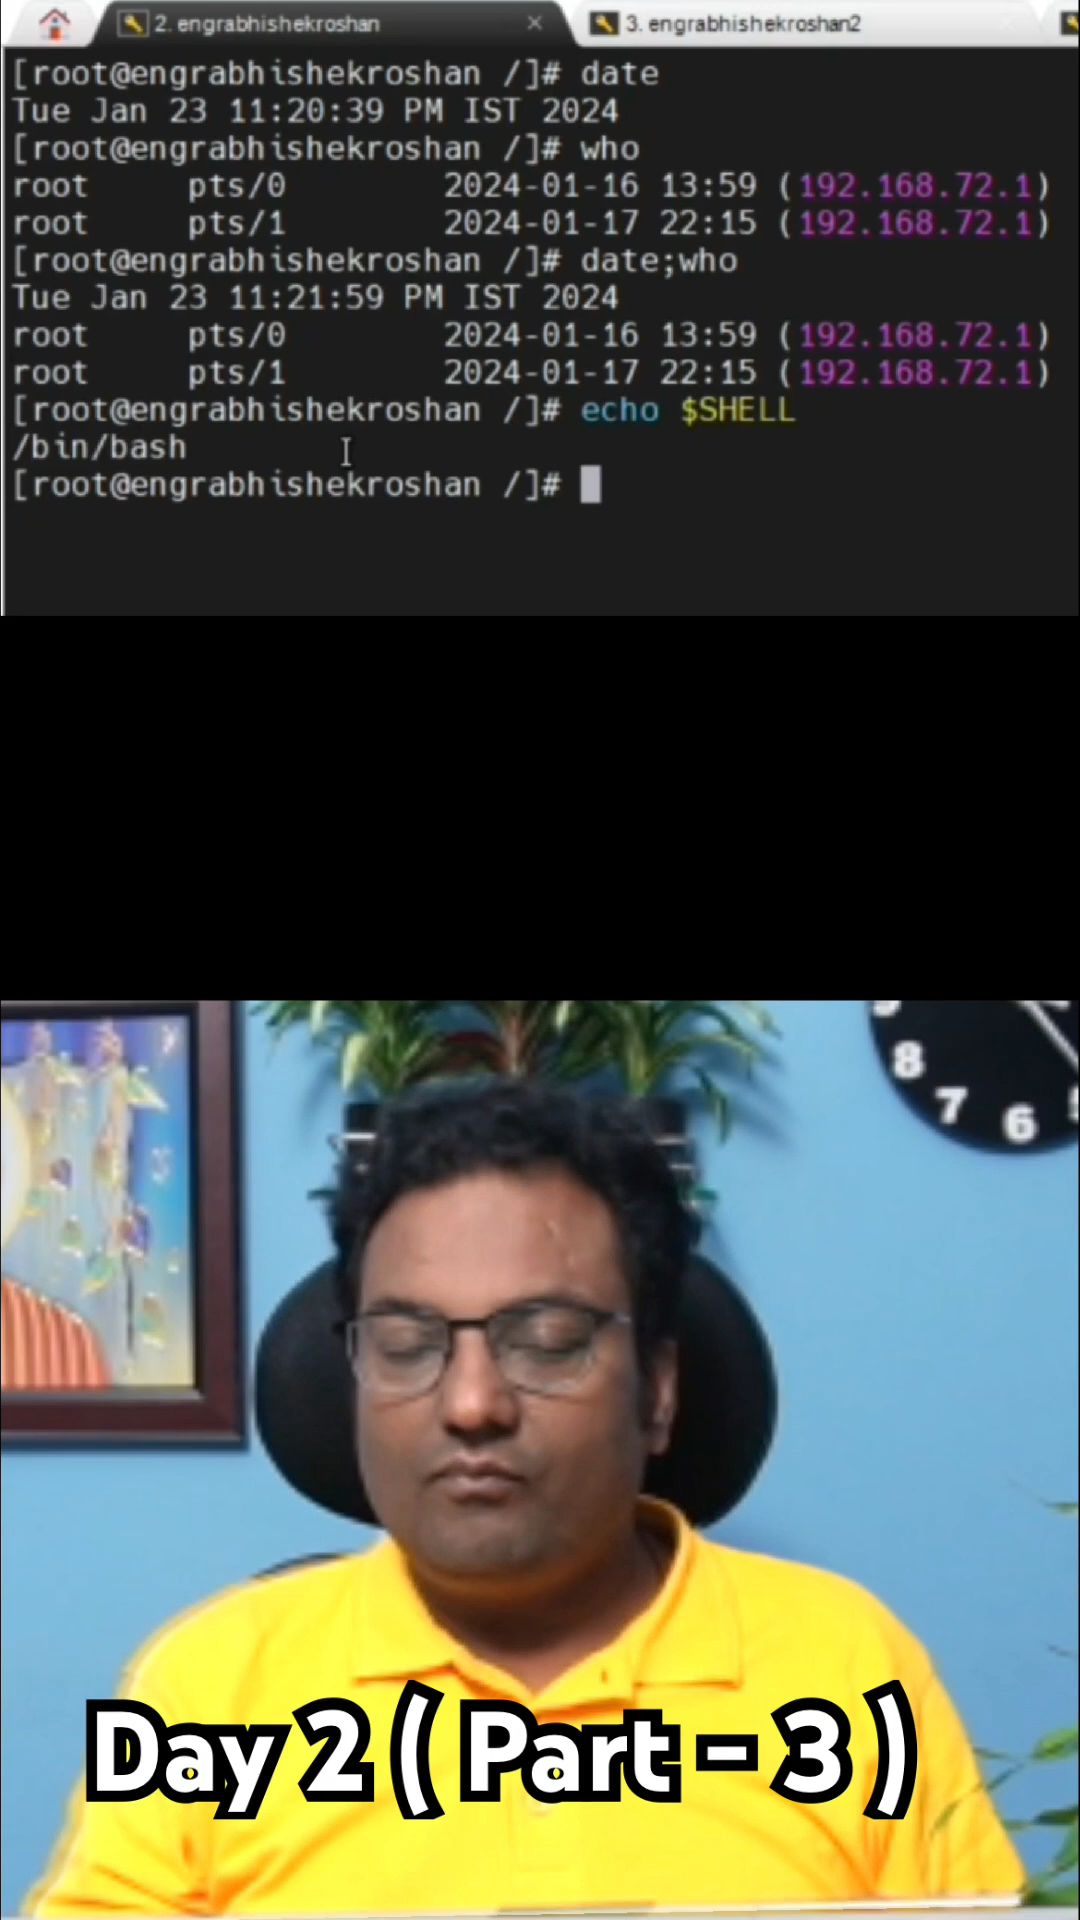 2. engrabhishekroshan
3. engrabhishekroshan2
[root@engrabhishekroshan /]# date
Tue Jan 23 11:20:39 PM IST 2024
[root@engrabhishekroshan /]# who
root pts/0 2024-01-16 13:59 (192.168.72.1)
root pts/1 2024-01-17 22:15 (192.168.72.1)
[root@engrabhishekroshan /]# date;who
Tue Jan 23 11:21:59 PM IST 2024
root pts/0 2024-01-16 13:59 (192.168.72.1)
root pts/1 2024-01-17 22:15 (192.168.72.1)
[root@engrabhishekroshan /]# echo $SHELL
/bin/bash
[root@engrabhishekroshan /]#
8
7
6
Day 2 ( Part - 3 )